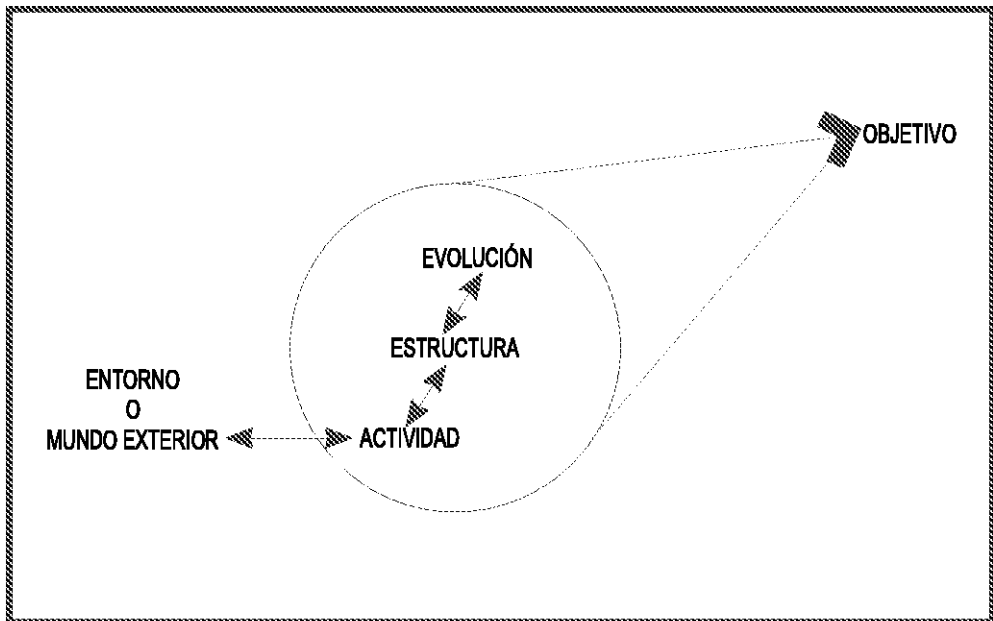 OBJETIVO
EVOLUCIÓN
ESTRUCTURA
ENTORNO
O
MUNDO EXTERIOR
ACTIVIDAD